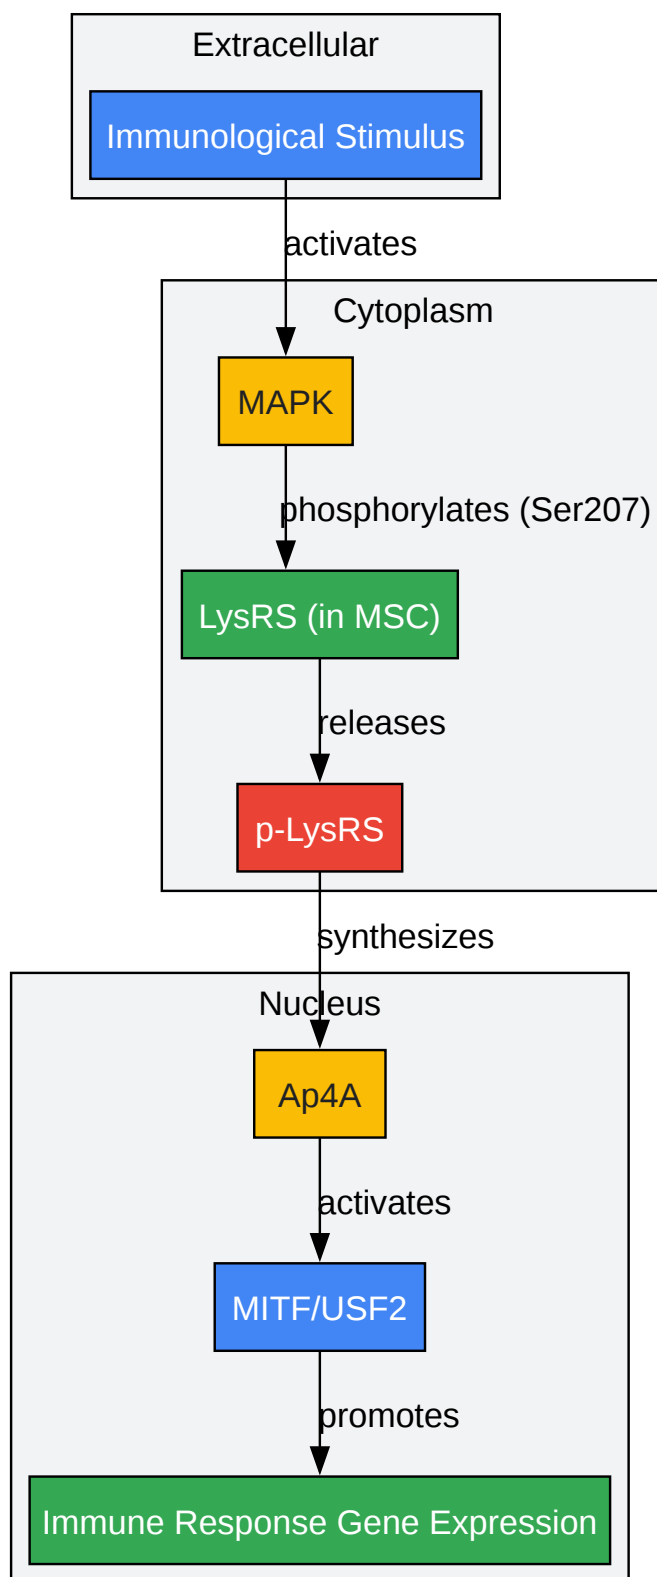 Extracellular
Immunological Stimulus
activates
Cytoplasm
MAPK
phosphorylates (Ser207)
LysRS (in MSC)
releases
p-LysRS
synthesizes
Nucleus
Ap4A
activates
MITF/USF2
promotes
Immune Response Gene Expression